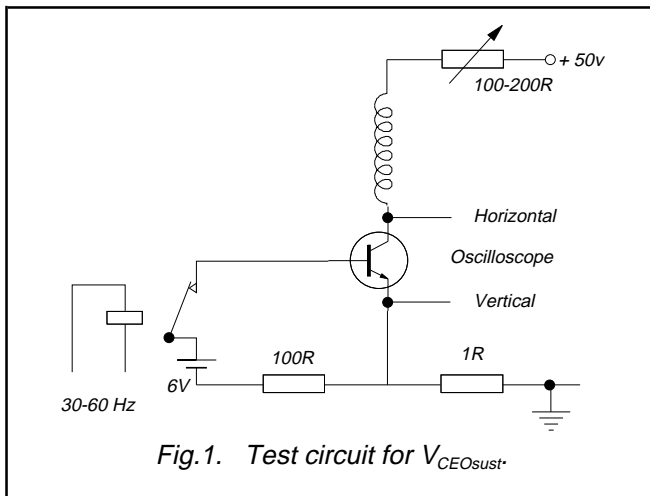 + 50v
100-200R
Horizontal
Oscilloscope
Vertical
100R
1R
6V
30-60 Hz
Fig.1. Test circuit for VCEOsust.